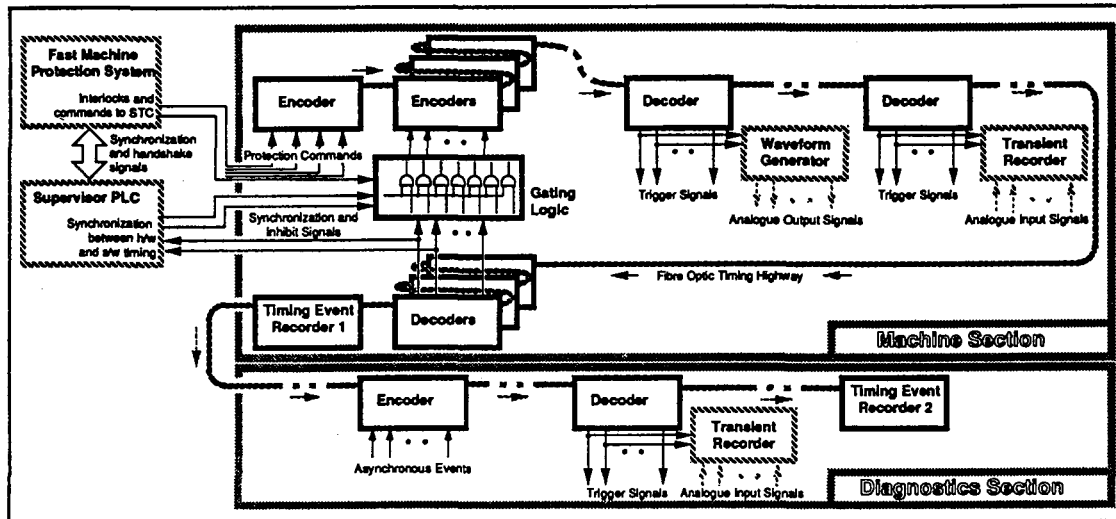 Fast Machine
Protection System
Interlocks and
commands to STC
Synchronization
and handshake
signals
Supervisor PLC
Synchronization
between h/w
and s/w timing
Encoder
Encoders
Protection Commands
Gating
Logic
Synchronization and
Inhibit Signals
Decoder
Waveform
Generator
Trigger Signals
Analogue Output Signals
Decoder
Transient
Recorder
Trigger Signals
Analogue Input Signals
Fibre Optic Timing Highway
Timing Event
Recorder 1
Decoders
Machine Section
Encoder
Asynchronous Events
Decoder
Transient
Recorder
Trigger Signals
Analogue Input Signals
Timing Event
Recorder 2
Diagnostics Section